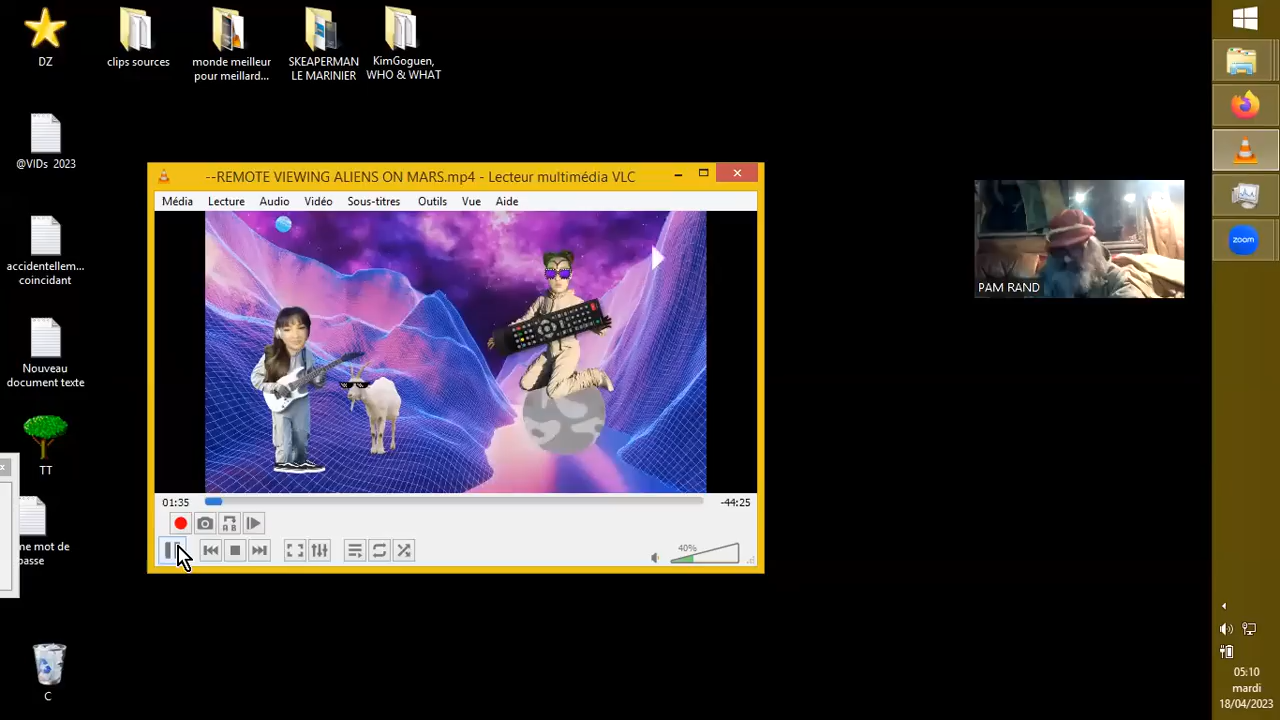 DZ
clips sources
monde meilleur
pour meillard...
SKEAPERMAN
LE MARINIER
KimGoguen,
WHO & WHAT
@VIDs 2023
accidentellem...
coincidant
Nouveau
document texte
TT
me mot de
passe
C
--REMOTE VIEWING ALIENS ON MARS.mp4 - Lecteur multimédia VLC
Média Lecture Audio Vidéo Sous-titres Outils Vue Aide
01:35
-44:25
A B
40%
PAM RAND
zoom
05:10
mardi
18/04/2023